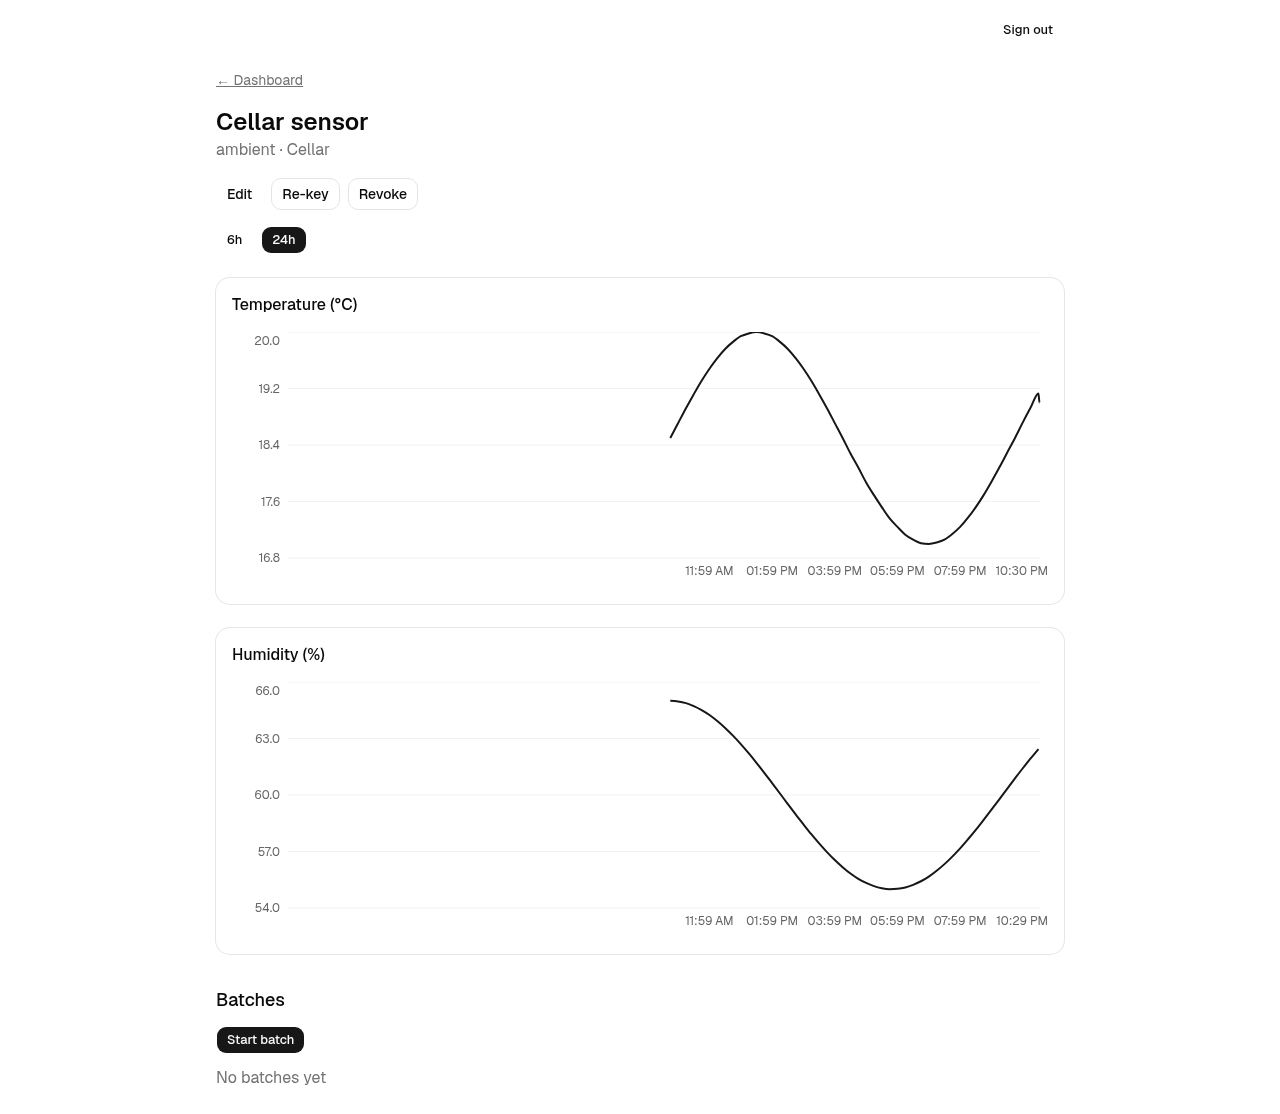 Sign out
← Dashboard
Cellar sensor
ambient · Cellar
Edit Re-key Revoke
6h 24h
Temperature (°C)
20.0
19.2
18.4
17.6
16.8
11:59 AM 01:59 PM 03:59 PM 05:59 PM 07:59 PM 10:30 PM
Humidity (%)
66.0
63.0
60.0
57.0
54.0
11:59 AM 01:59 PM 03:59 PM 05:59 PM 07:59 PM 10:29 PM
Batches
Start batch
No batches yet